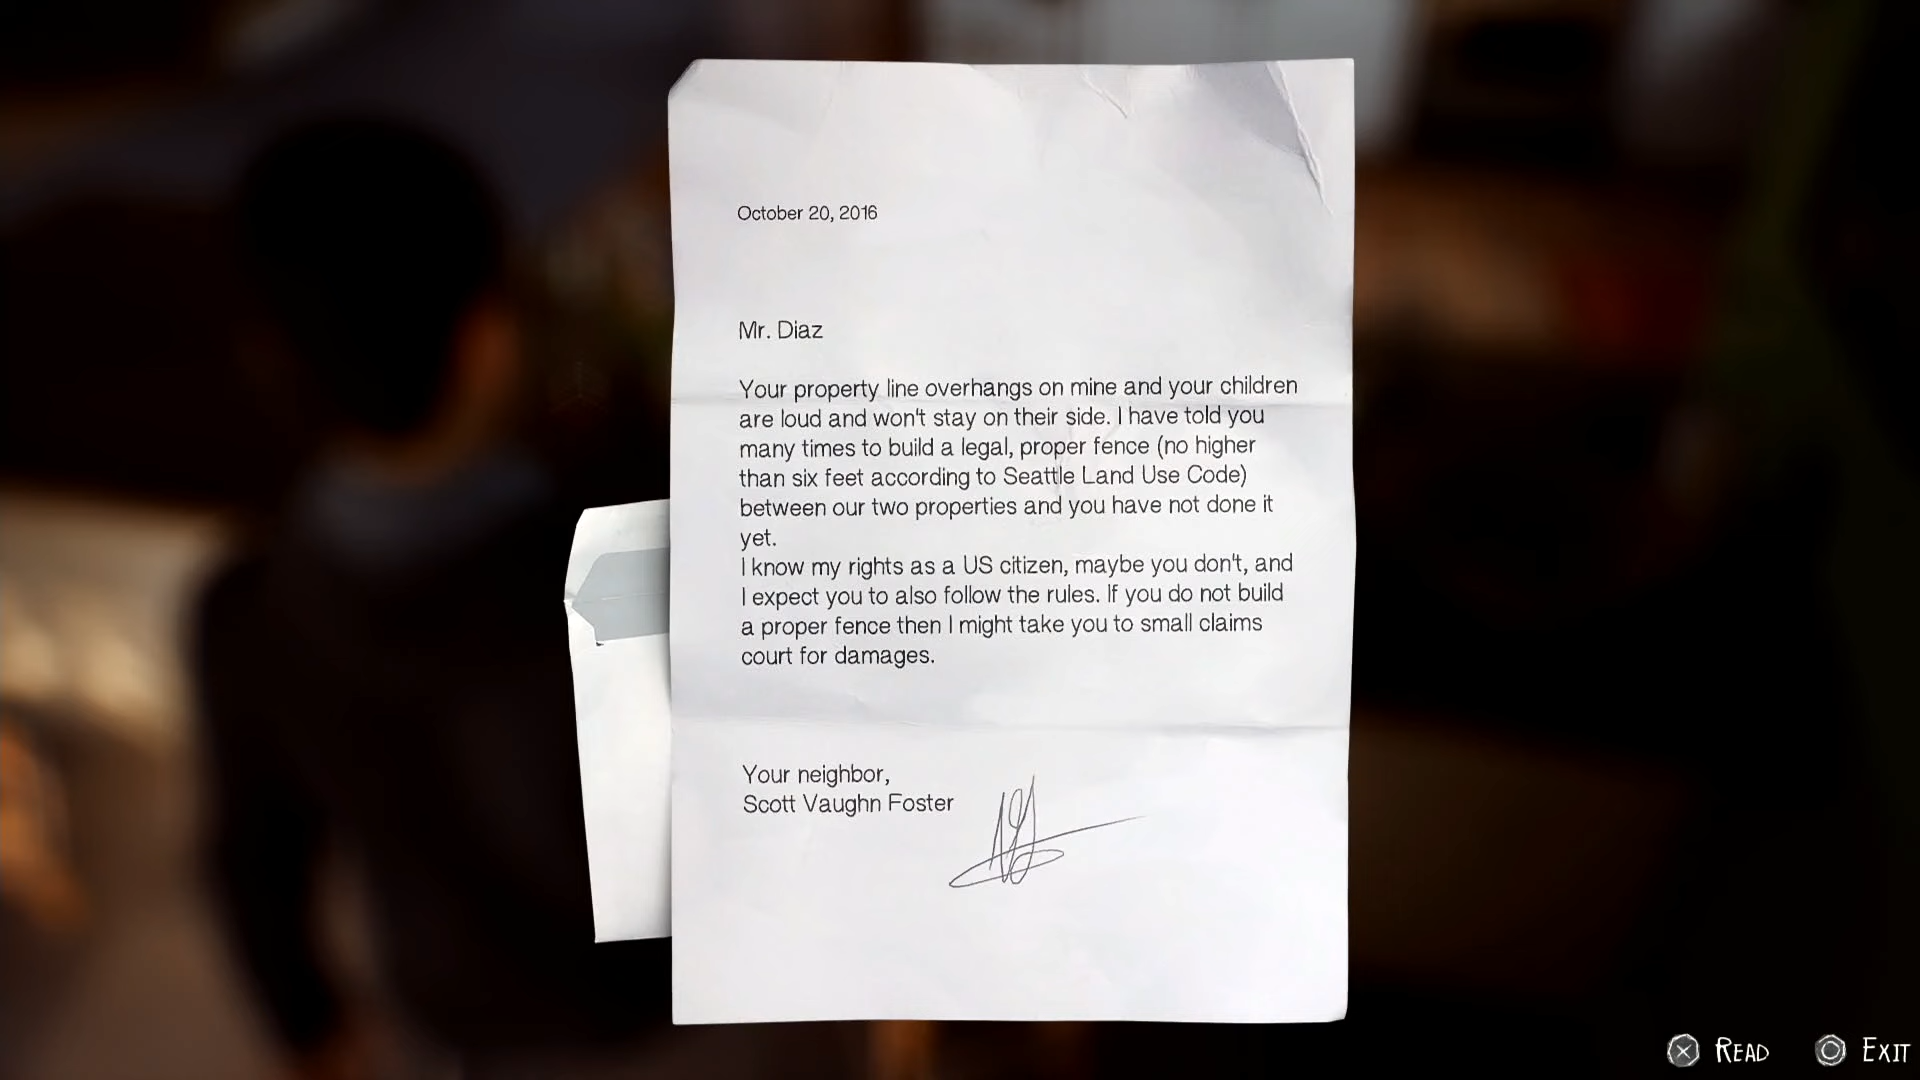 October 20, 2016
Mr. Diaz
Your property line overhangs on mine and your children
are loud and won't stay on their side. I have told you
many times to build a legal, proper fence (no higher
than six feet according to Seattle Land Use Code)
between our two properties and you have not done it
yet.
I know my rights as a US citizen, maybe you don't, and
I expect you to also follow the rules. If you do not build
a proper fence then I might take you to small claims
court for damages.
Your neighbor,
Scott Vaughn Foster
READ EXIT